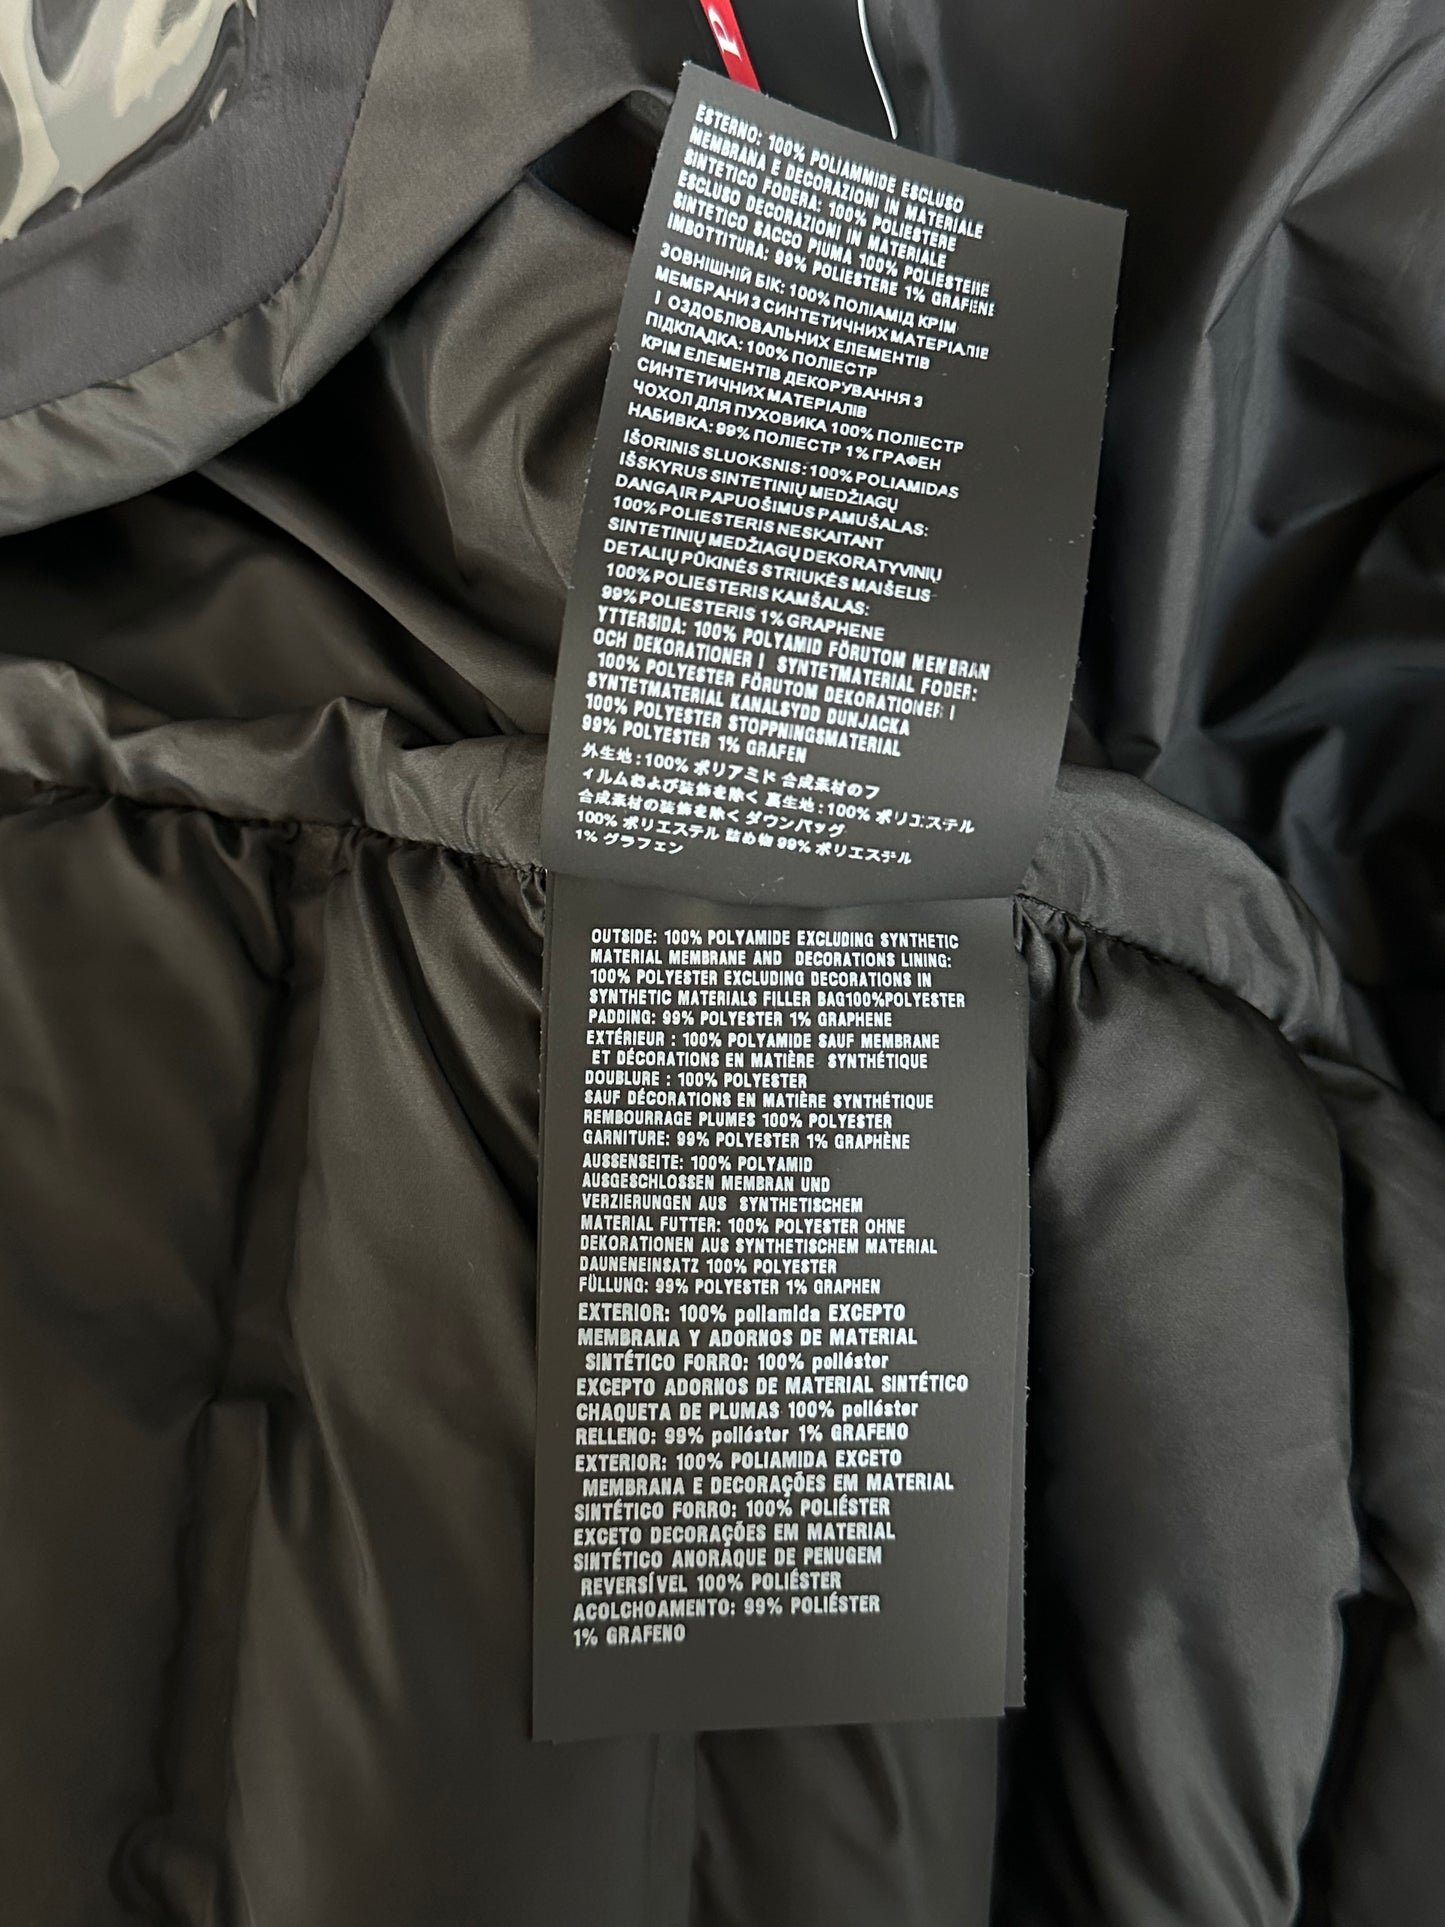 P
ESTERNO: 100% POLIAMMIDE ESCLUSO
MEMBRANA E DECORAZIONI IN MATERIALE
SINTETICO FODERA: 100% POLIESTERE
ESCLUSO DECORAZIONI IN MATERIALE
SINTETICO SACCO PIUMA 100% POLIESTERE
IMBOTTITURA: 99% POLIESTERE 1% GRAFENE
ЗОВНІШНІЙ БІК: 100% ПОЛІАМІД КРІМ
МЕМБРАНИ З СИНТЕТИЧНИХ МАТЕРІАЛІВ
І ОЗДОБЛЮВАЛЬНИХ ЕЛЕМЕНТІВ
ПІДКЛАДКА: 100% ПОЛІЕСТР
КРІМ ЕЛЕМЕНТІВ ДЕКОРУВАННЯ З
СИНТЕТИЧНИХ МАТЕРІАЛІВ
ЧОХОЛ ДЛЯ ПУХОВИКА 100% ПОЛІЕСТР
НАБИВКА: 99% ПОЛІЕСТР 1% ГРАФЕН
IŠORINIS SLUOKSNIS: 100% POLIAMIDAS
IŠSKYRUS SINTETINIŲ MEDŽIAGŲ
DANGĄ IR PAPUOŠIMUS PAMUŠALAS:
100% POLIESTERIS NESKAITANT
SINTETINIŲ MEDŽIAGŲ DEKORATYVINIŲ
DETALIŲ PŪKINĖS STRIUKĖS MAIŠELIS
100% POLIESTERIS KAMŠALAS:
99% POLIESTERIS 1% GRAPHENE
YTTERSIDA: 100% POLYAMID FÖRUTOM MEMBRAN
OCH DEKORATIONER I SYNTETMATERIAL FODER:
100% POLYESTER FÖRUTOM DEKORATIONER I
SYNTETMATERIAL KANALSYDD DUNJACKA
100% POLYESTER STOPPNINGSMATERIAL
99% POLYESTER 1% GRAFEN
外生地 : 100% ポリアミド 合成素材のフ
ィルムおよび装飾を除く 裏生地 : 100% ポリエステル
合成素材の装飾を除く ダウンバッグ
100% ポリエステル 詰め物 99% ポリエステル
1% グラフェン
OUTSIDE: 100% POLYAMIDE EXCLUDING SYNTHETIC
MATERIAL MEMBRANE AND DECORATIONS LINING:
100% POLYESTER EXCLUDING DECORATIONS IN
SYNTHETIC MATERIALS FILLER BAG100%POLYESTER
PADDING: 99% POLYESTER 1% GRAPHENE
EXTÉRIEUR : 100% POLYAMIDE SAUF MEMBRANE
ET DÉCORATIONS EN MATIÈRE SYNTHÉTIQUE
DOUBLURE : 100% POLYESTER
SAUF DÉCORATIONS EN MATIÈRE SYNTHÉTIQUE
REMBOURRAGE PLUMES 100% POLYESTER
GARNITURE: 99% POLYESTER 1% GRAPHÈNE
AUSSENSEITE: 100% POLYAMID
AUSGESCHLOSSEN MEMBRAN UND
VERZIERUNGEN AUS SYNTHETISCHEM
MATERIAL FUTTER: 100% POLYESTER OHNE
DEKORATIONEN AUS SYNTHETISCHEM MATERIAL
DAUNENEINSATZ 100% POLYESTER
FÜLLUNG: 99% POLYESTER 1% GRAPHEN
EXTERIOR: 100% poliamida EXCEPTO
MEMBRANA Y ADORNOS DE MATERIAL
SINTÉTICO FORRO: 100% poliéster
EXCEPTO ADORNOS DE MATERIAL SINTÉTICO
CHAQUETA DE PLUMAS 100% poliéster
RELLENO: 99% poliéster 1% GRAFENO
EXTERIOR: 100% POLIAMIDA EXCETO
MEMBRANA E DECORAÇÕES EM MATERIAL
SINTÉTICO FORRO: 100% POLIÉSTER
EXCETO DECORAÇÕES EM MATERIAL
SINTÉTICO ANORAQUE DE PENUGEM
REVERSÍVEL 100% POLIÉSTER
ACOLCHOAMENTO: 99% POLIÉSTER
1% GRAFENO